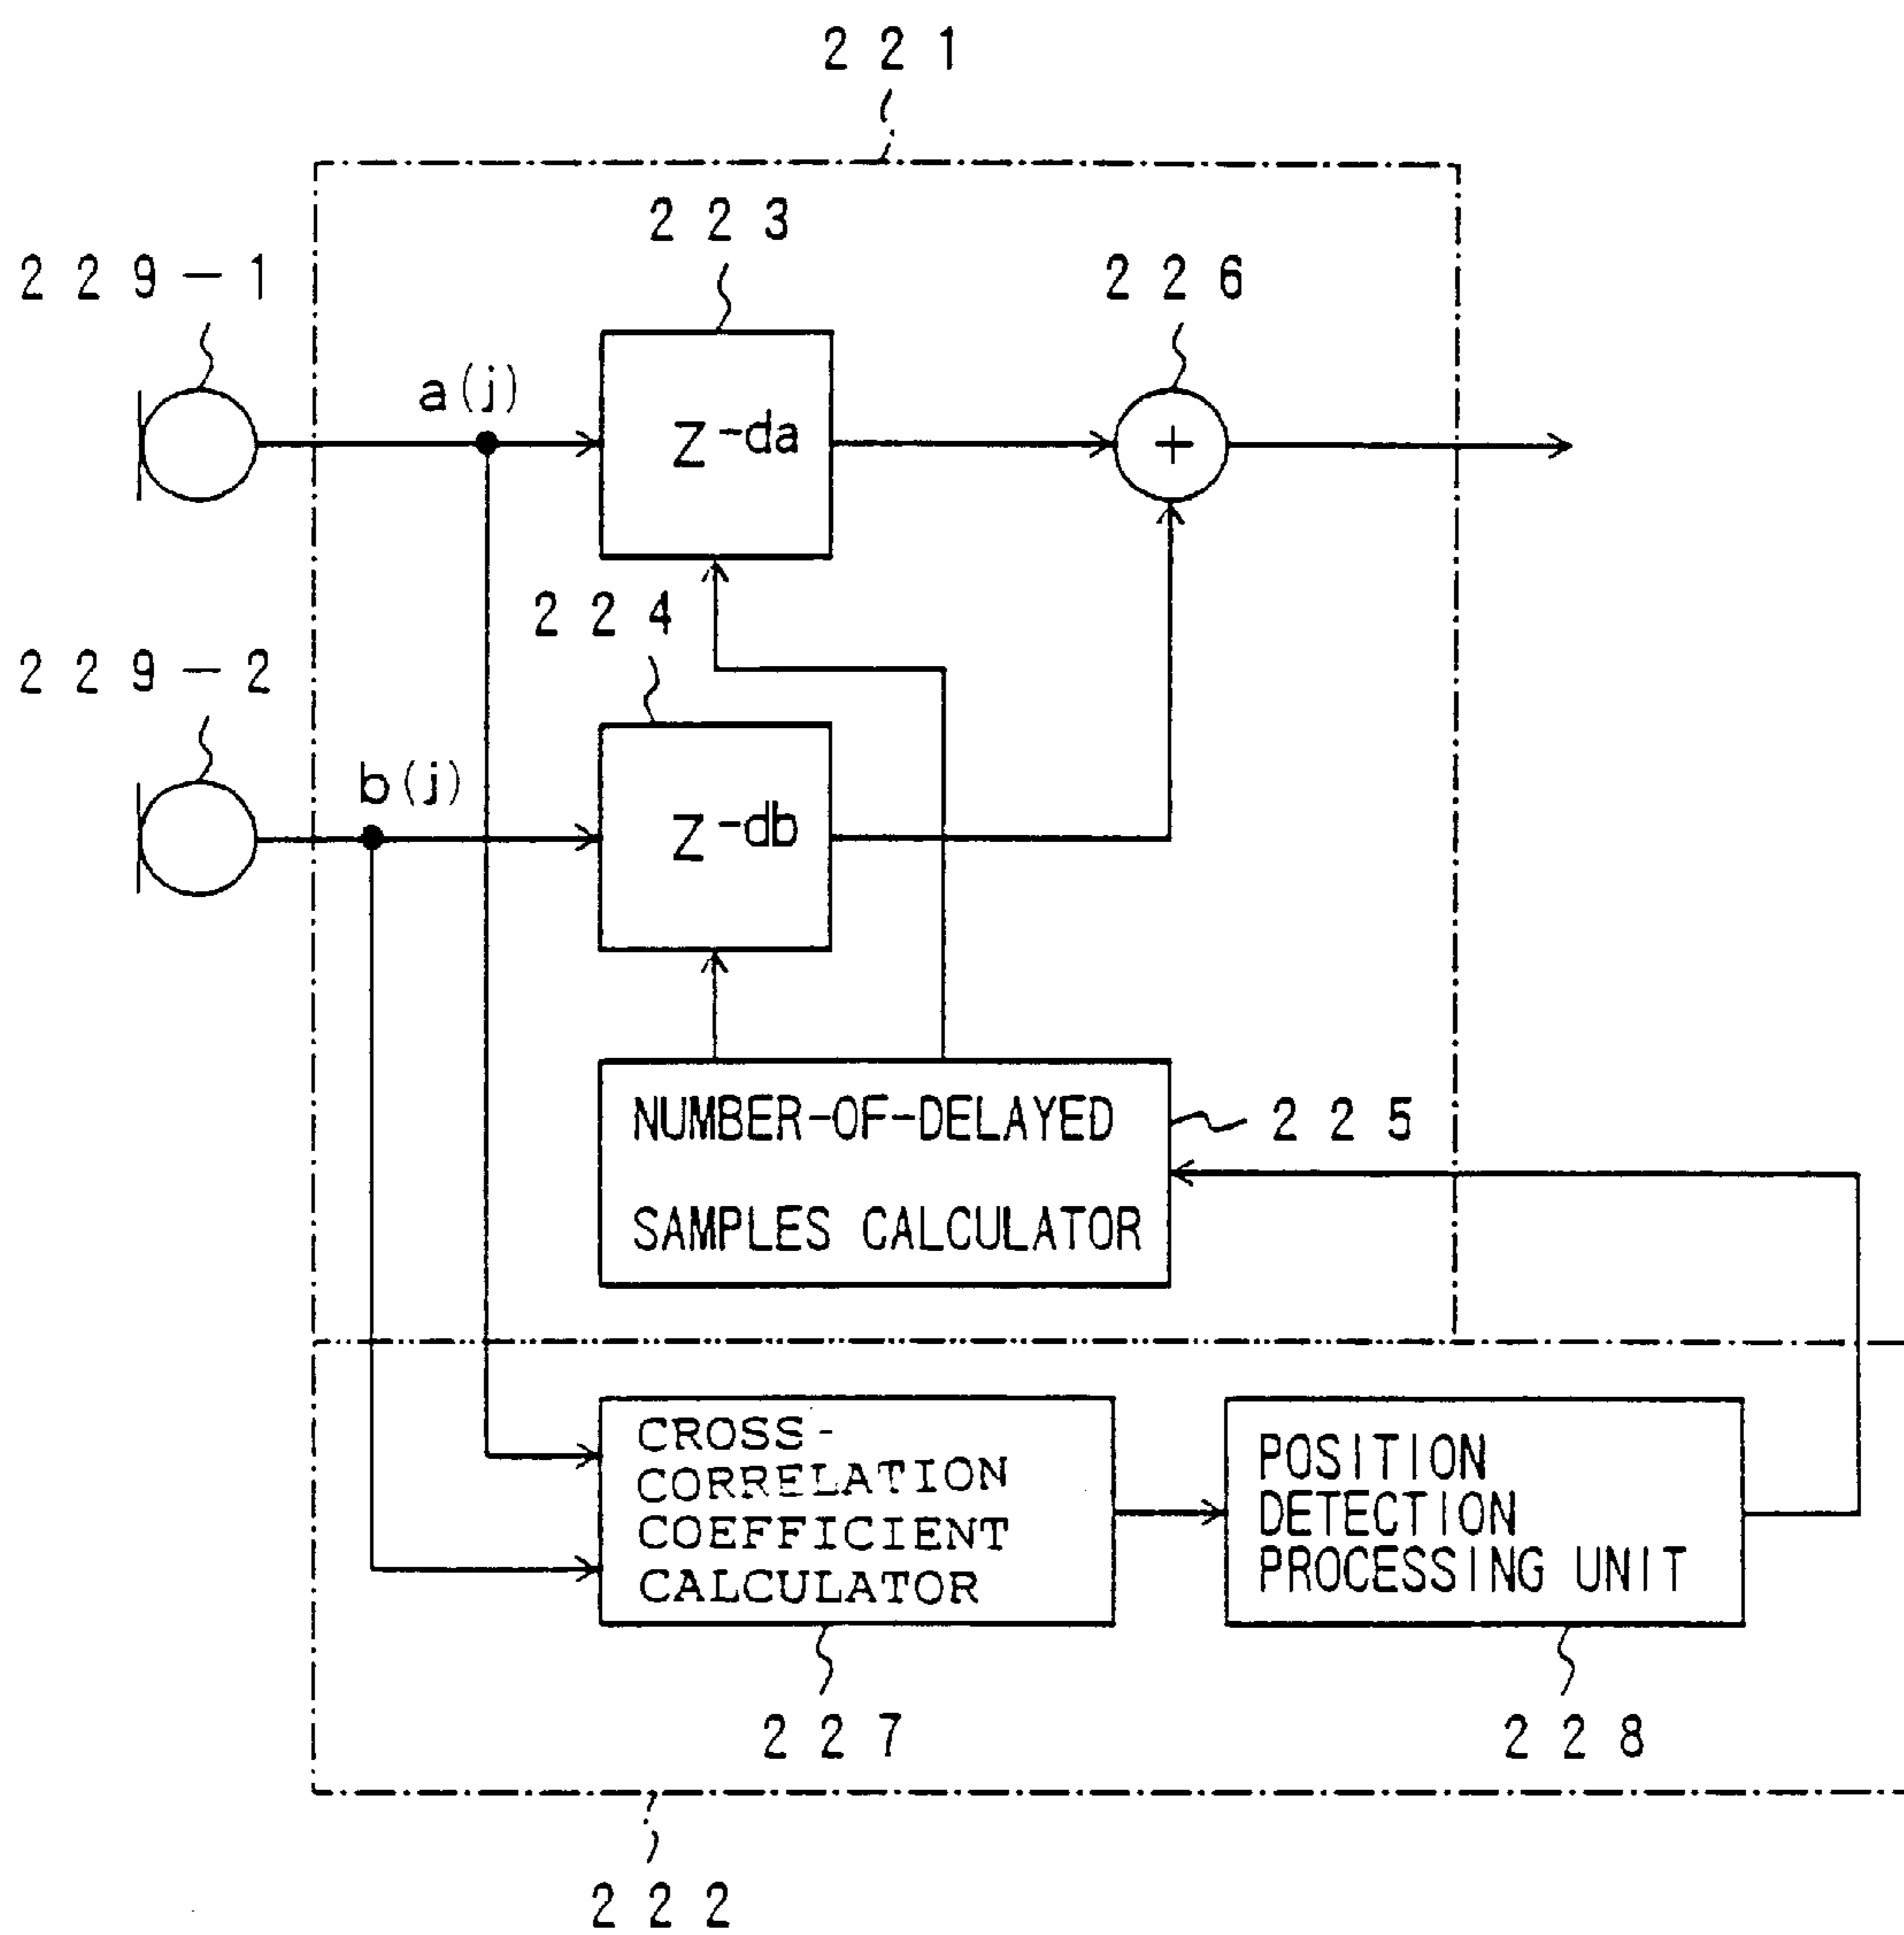 221
223
229-1
226
a(j)
Z-da
224
229-2
b(j)
Z-db
NUMBER-OF-DELAYED
SAMPLES CALCULATOR
225
CROSS-
CORRELATION
COEFFICIENT
CALCULATOR
POSITION
DETECTION
PROCESSING UNIT
227
228
222
+